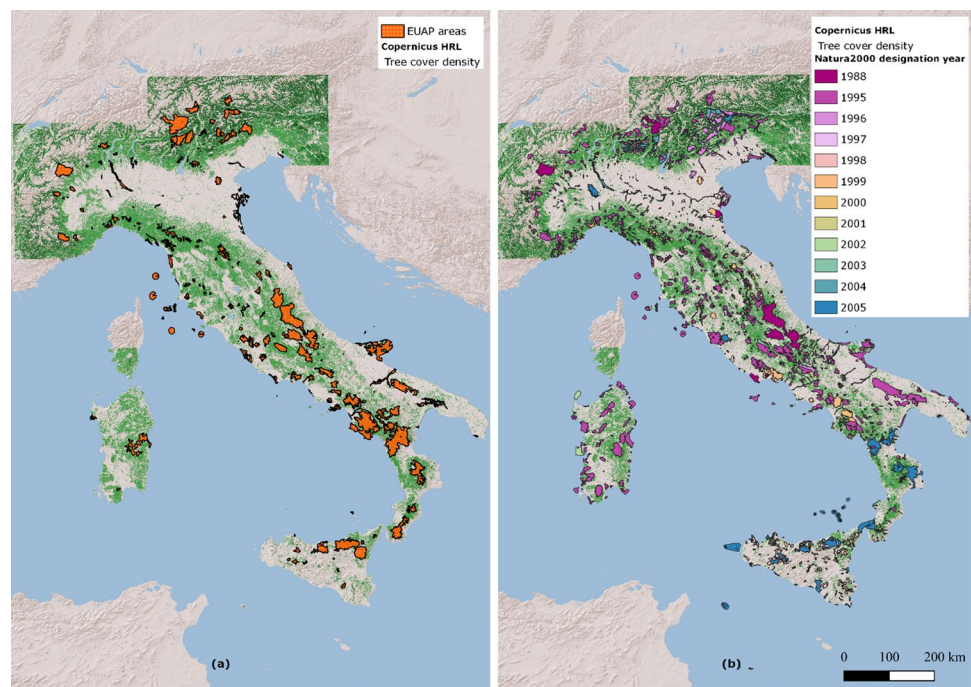 EUAP areas
Copernicus HRL
Tree cover density
(a)
Copernicus HRL
Tree cover density
Natura2000 designation year
1988
1995
1996
1997
1998
1999
2000
2001
2002
2003
2004
2005
(b)
0 100 200 km